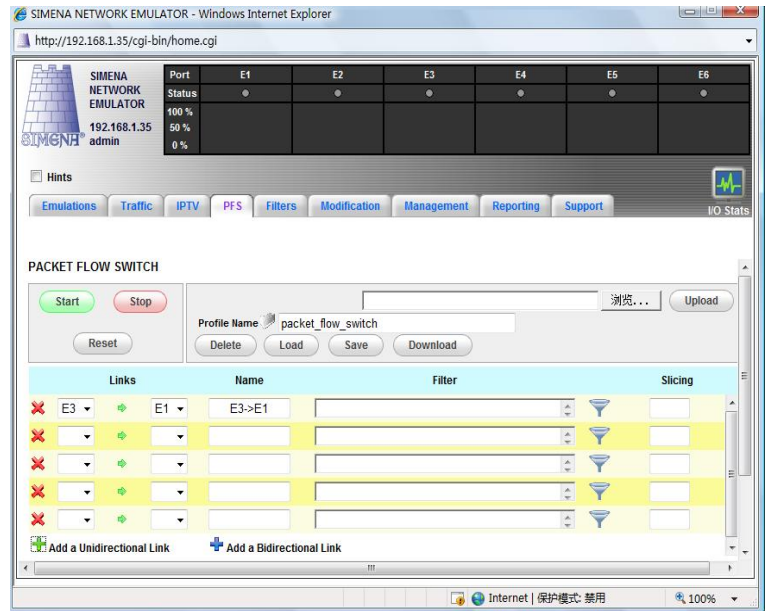 SIMENA NETWORK EMULATOR - Windows Internet Explorer
http://192.168.1.35/cgi-bin/home.cgi
SIMENA
NETWORK
EMULATOR
192.168.1.35
admin
SIMENA®
Port E1 E2 E3 E4 E5 E6
Status
100 %
50 %
0 %
Hints
I/O Stats
Emulations Traffic IPTV PFS Filters Modification Management Reporting Support
PACKET FLOW SWITCH
Start Stop
Reset
浏览... Upload
Profile Name packet_flow_switch
Delete Load Save Download
Links Name Filter Slicing
E3 E1 E3->E1
Add a Unidirectional Link Add a Bidirectional Link
Internet | 保护模式: 禁用 100%